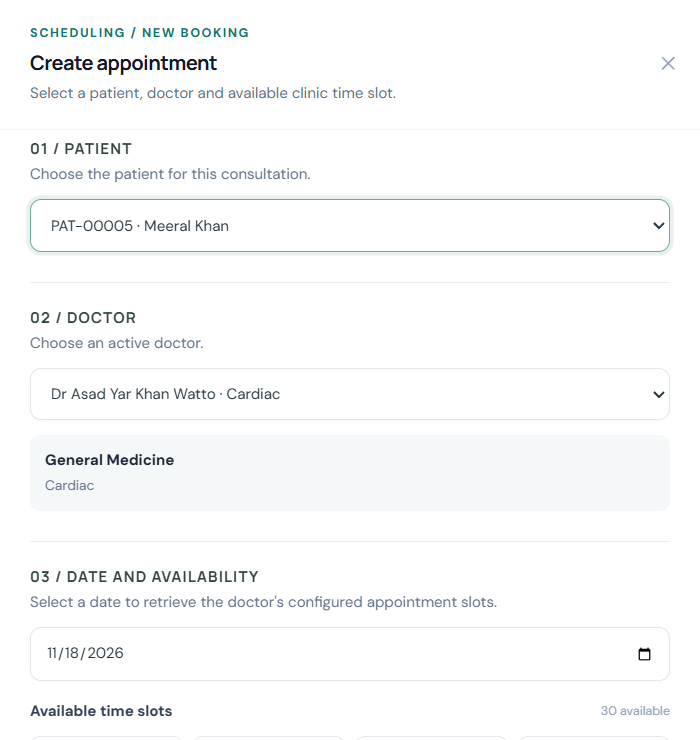 SCHEDULING / NEW BOOKING
Create appointment
Select a patient, doctor and available clinic time slot.
01 / PATIENT
Choose the patient for this consultation.
PAT-00005 · Meeral Khan
02 / DOCTOR
Choose an active doctor.
Dr Asad Yar Khan Watto · Cardiac
General Medicine
Cardiac
03 / DATE AND AVAILABILITY
Select a date to retrieve the doctor's configured appointment slots.
11/18/2026
Available time slots
30 available